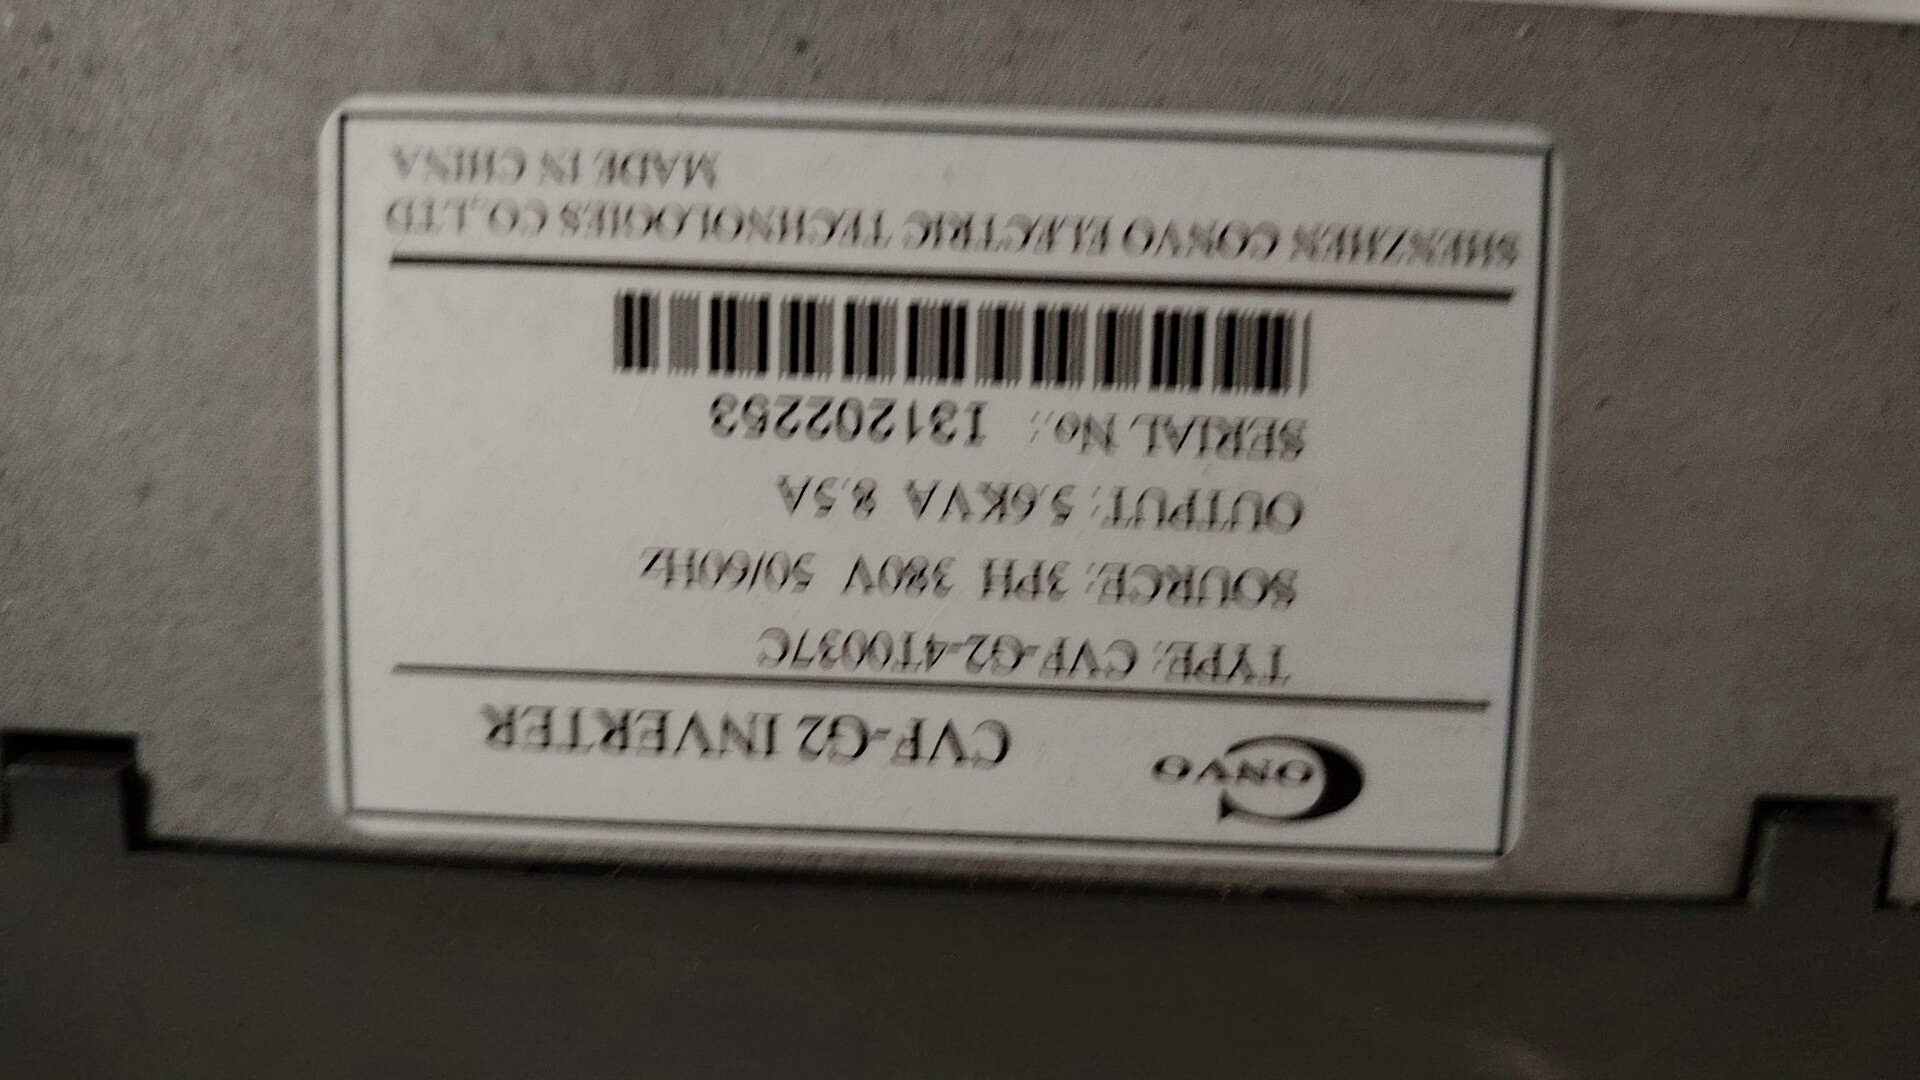 CONVO
CVF-G2 INVERTER
TYPE: CVF-G2-4T0037C
SOURCE: 3PH 380V 50/60Hz
OUTPUT: 5.6KVA 8.5A
SERIAL No.: 131202253
SHENZHEN CONVO ELECTRIC TECHNOLOGIES CO.,LTD
MADE IN CHINA